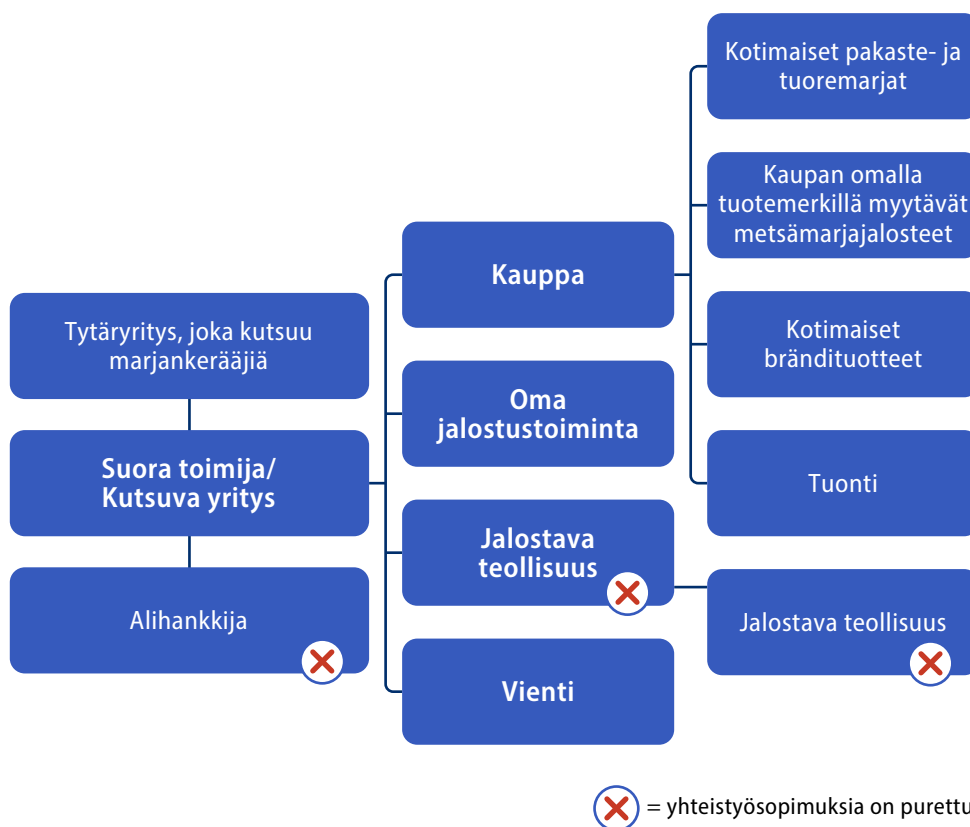 Tytäryritys, joka kutsuu
marjankerääjiä
Suora toimija/
Kutsuva yritys
Alihankkija
Kauppa
Oma
jalostustoiminta
Jalostava
teollisuus
Vienti
Kotimaiset pakaste- ja
tuoremarjat
Kaupan omalla
tuotemerkillä myytävät
metsämarjajalosteet
Kotimaiset
brändituotteet
Tuonti
Jalostava teollisuus
= yhteistyösopimuksia on purettu